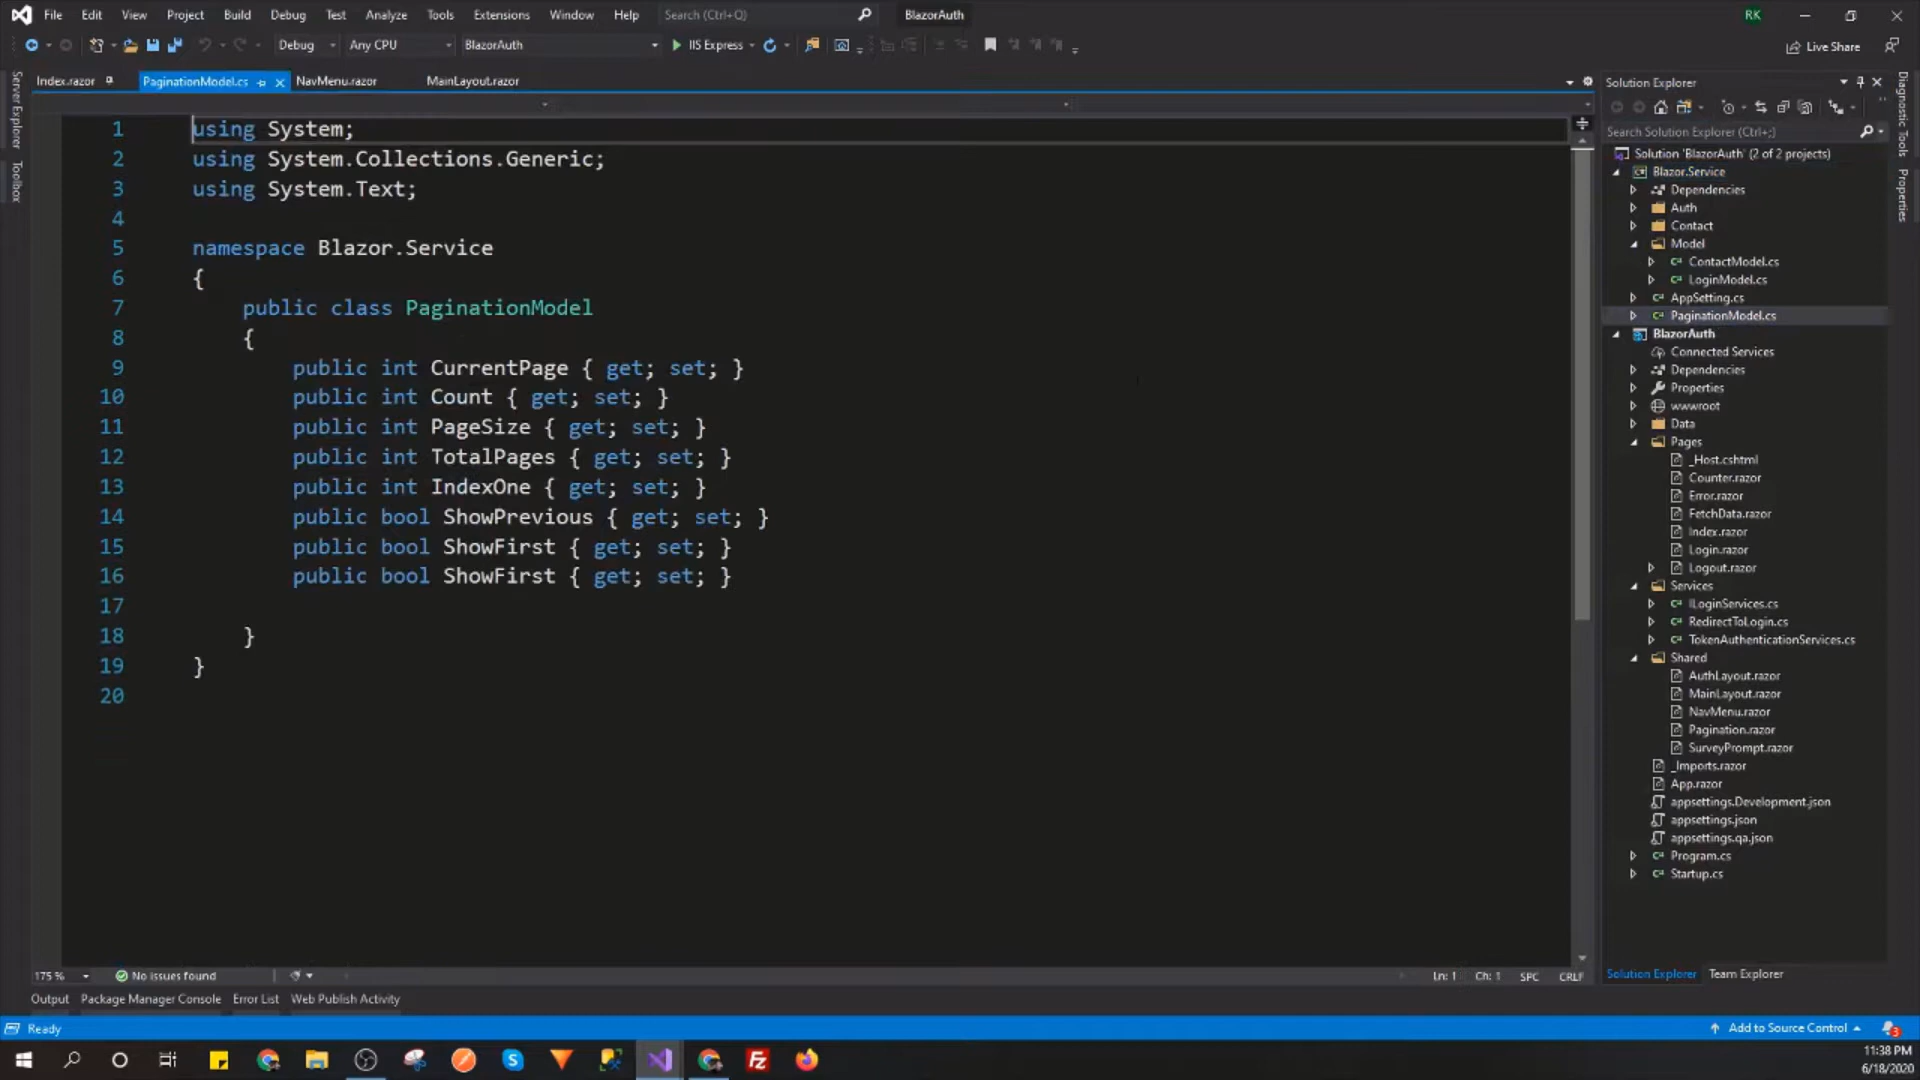 File Edit View Project Build Debug Test Analyze Tools Extensions Window Help Search (Ctrl+Q) BlazorAuth RK
Debug Any CPU BlazorAuth IIS Express Live Share
Index.razor PaginationModel.cs NavMenu.razor MainLayout.razor
Server Explorer
Toolbox
1 using System;
2 using System.Collections.Generic;
3 using System.Text;
4
5 namespace Blazor.Service
6 {
7 public class PaginationModel
8 {
9 public int CurrentPage { get; set; }
10 public int Count { get; set; }
11 public int PageSize { get; set; }
12 public int TotalPages { get; set; }
13 public int IndexOne { get; set; }
14 public bool ShowPrevious { get; set; }
15 public bool ShowFirst { get; set; }
16 public bool ShowFirst { get; set; }
17
18 }
19 }
20
175 % No issues found Ln: 1 Ch: 1 SPC CRLF
Solution Explorer
Search Solution Explorer (Ctrl+;)
Solution 'BlazorAuth' (2 of 2 projects)
Blazor.Service
Dependencies
Auth
Contact
Model
ContactModel.cs
LoginModel.cs
AppSetting.cs
PaginationModel.cs
BlazorAuth
Connected Services
Dependencies
Properties
wwwroot
Data
Pages
_Host.cshtml
Counter.razor
Error.razor
FetchData.razor
Index.razor
Login.razor
Logout.razor
Services
ILoginServices.cs
RedirectToLogin.cs
TokenAuthenticationServices.cs
Shared
AuthLayout.razor
MainLayout.razor
NavMenu.razor
Pagination.razor
SurveyPrompt.razor
_Imports.razor
App.razor
appsettings.Development.json
appsettings.json
appsettings.qa.json
Program.cs
Startup.cs
Solution Explorer Team Explorer
Diagnostic Tools
Properties
Output Package Manager Console Error List Web Publish Activity
Ready Add to Source Control 3
11:38 PM
6/18/2020